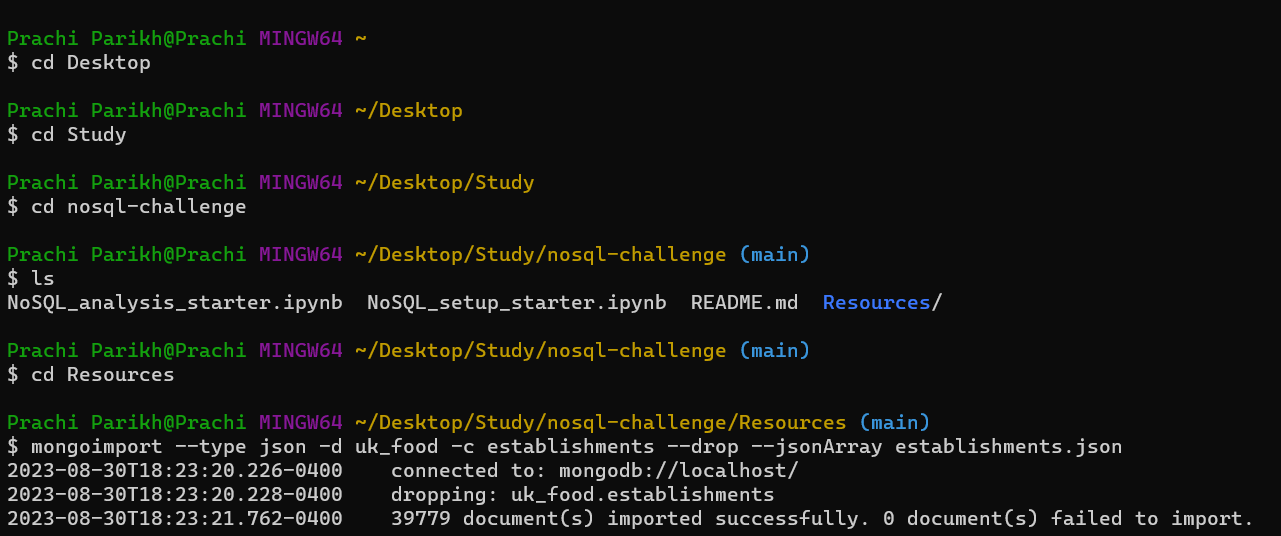 Prachi Parikh@Prachi MINGW64 ~
$ cd Desktop
Prachi Parikh@Prachi MINGW64 ~/Desktop
$ cd Study
Prachi Parikh@Prachi MINGW64 ~/Desktop/Study
$ cd nosql-challenge
Prachi Parikh@Prachi MINGW64 ~/Desktop/Study/nosql-challenge (main)
$ ls
NoSQL_analysis_starter.ipynb  NoSQL_setup_starter.ipynb  README.md  Resources/
Prachi Parikh@Prachi MINGW64 ~/Desktop/Study/nosql-challenge (main)
$ cd Resources
Prachi Parikh@Prachi MINGW64 ~/Desktop/Study/nosql-challenge/Resources (main)
$ mongoimport --type json -d uk_food -c establishments --drop --jsonArray establishments.json
2023-08-30T18:23:20.226-0400    connected to: mongodb://localhost/
2023-08-30T18:23:20.228-0400    dropping: uk_food.establishments
2023-08-30T18:23:21.762-0400    39779 document(s) imported successfully. 0 document(s) failed to import.